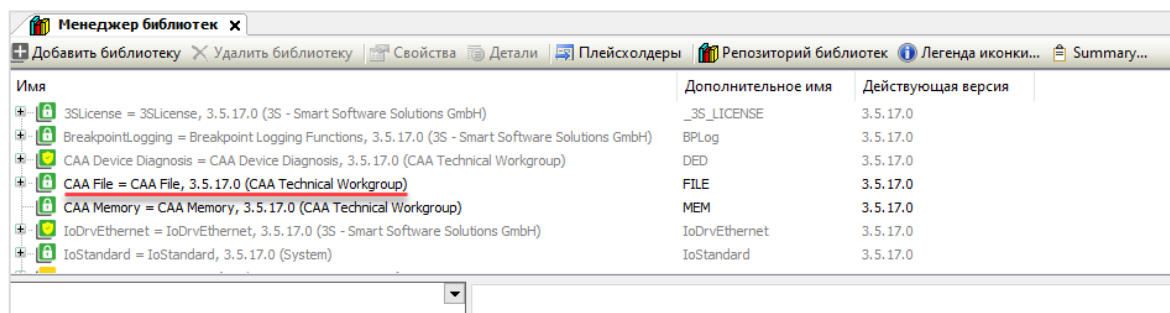 Менеджер библиотек x
Добавить библиотеку Удалить библиотеку Свойства Детали Плейсхолдеры Репозиторий библиотек Легенда иконки... Summary...
Имя Дополнительное имя Действующая версия
3SLicense = 3SLicense, 3.5.17.0 (3S - Smart Software Solutions GmbH) _3S_LICENSE 3.5.17.0
BreakpointLogging = Breakpoint Logging Functions, 3.5.17.0 (3S - Smart Software Solutions GmbH) BPLog 3.5.17.0
CAA Device Diagnosis = CAA Device Diagnosis, 3.5.17.0 (CAA Technical Workgroup) DED 3.5.17.0
CAA File = CAA File, 3.5.17.0 (CAA Technical Workgroup) FILE 3.5.17.0
CAA Memory = CAA Memory, 3.5.17.0 (CAA Technical Workgroup) MEM 3.5.17.0
IoDrvEthernet = IoDrvEthernet, 3.5.17.0 (3S - Smart Software Solutions GmbH) IoDrvEthernet 3.5.17.0
IoStandard = IoStandard, 3.5.17.0 (System) IoStandard 3.5.17.0